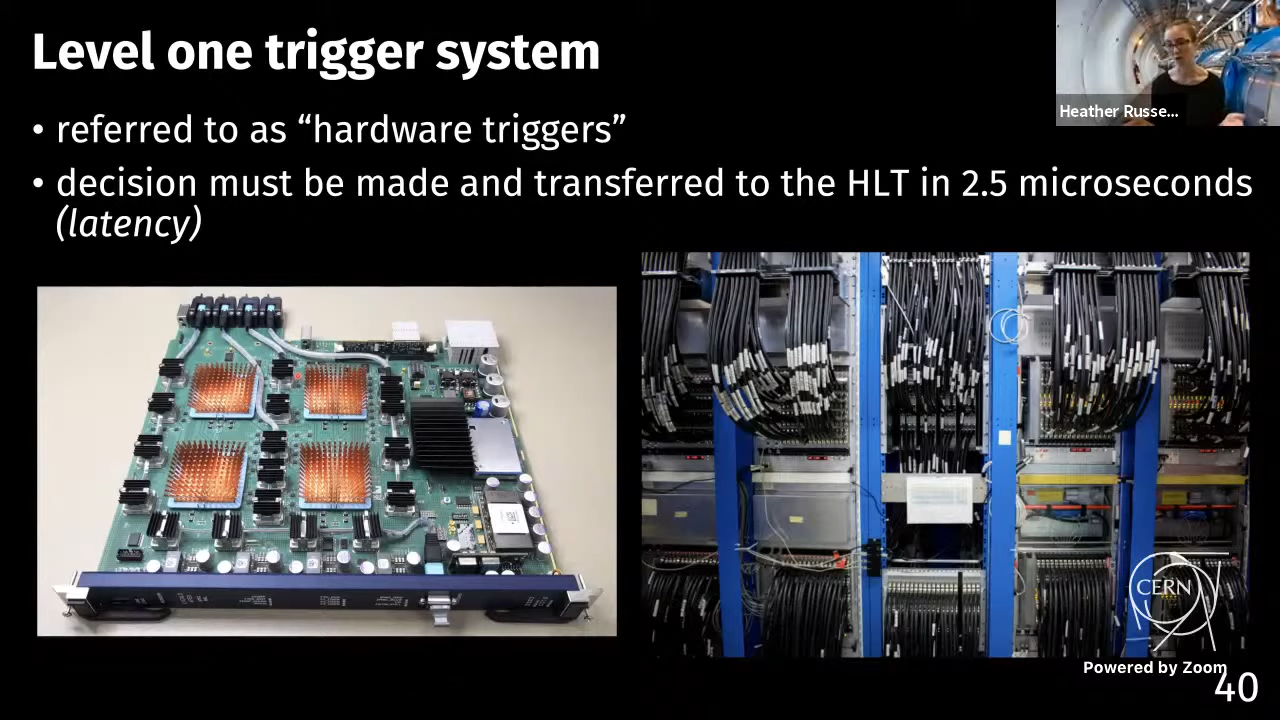 Level one trigger system
Heather Russe...
• referred to as “hardware triggers”
• decision must be made and transferred to the HLT in 2.5 microseconds
(latency)
CERN
Powered by Zoom
40